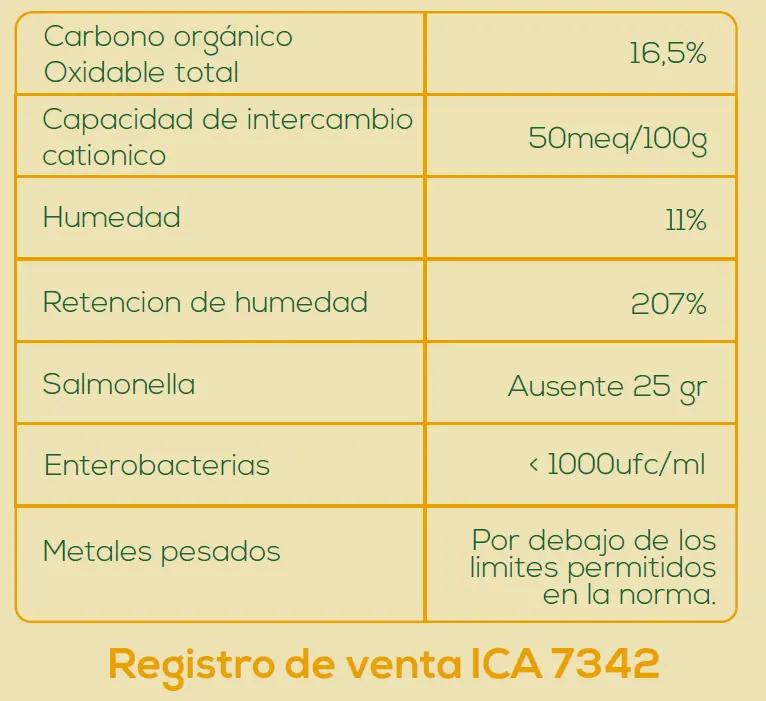 Carbono orgánico
Oxidable total
16,5%
Capacidad de intercambio
cationico
50meq/100g
Humedad
11%
Retencion de humedad
207%
Salmonella
Ausente 25 gr
Enterobacterias
< 1000ufc/ml
Metales pesados
Por debajo de los
limites permitidos
en la norma.
Registro de venta ICA 7342